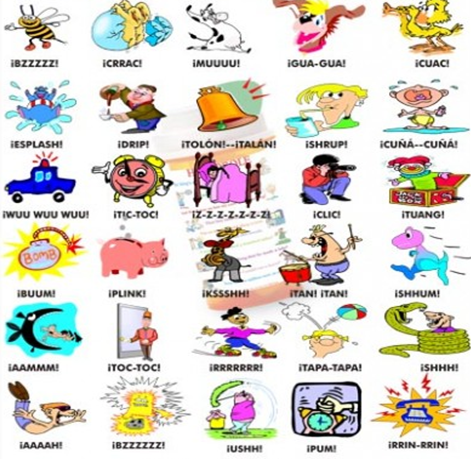 ¡BZZZZZ!
¡CRRAC!
¡MUUUU!
¡GUA-GUA!
¡CUAC!
¡ESPLASH!
¡DRIP!
¡TOLÓN!--¡TALÁN!
¡SHRUP!
¡CUÑÁ--CUÑÁ!
¡WUU WUU WUU!
¡TIC-TOC!
¡Z-Z-Z-Z-Z-Z-Z!
¡CLIC!
¡TUANG!
BOMB
¡BUUM!
¡PLINK!
¡KSSSHH!
¡TAN! ¡TAN!
¡SHHUM!
¡AAMMM!
¡TOC-TOC!
¡RRRRRRR!
¡TAPA-TAPA!
¡SHHH!
¡AAAAH!
¡BZZZZZZ!
¡USHH!
¡PUM!
¡RRIN-RRIN!